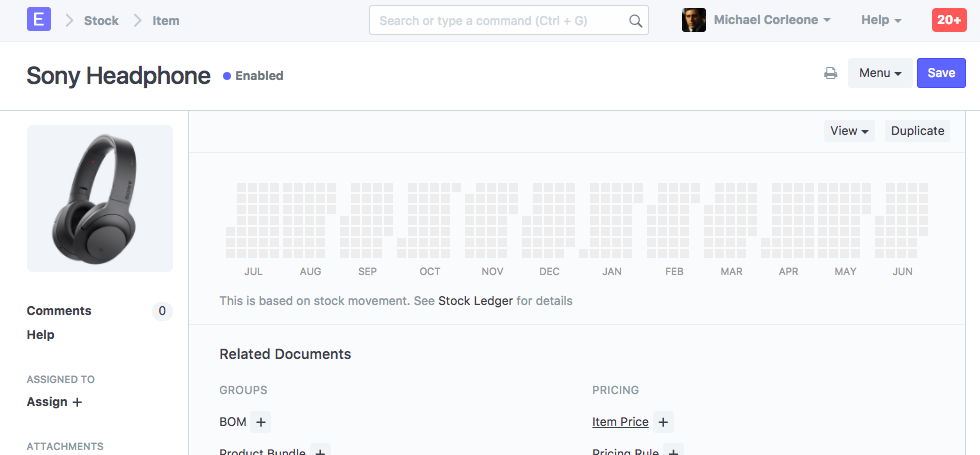 E Stock Item Search or type a command (Ctrl + G) Michael Corleone Help 20+
Sony Headphone Enabled Menu Save
View Duplicate
JUL AUG SEP OCT NOV DEC JAN FEB MAR APR MAY JUN
This is based on stock movement. See Stock Ledger for details
Comments 0
Help
Related Documents
ASSIGNED TO
Assign +
GROUPS PRICING
BOM + Item Price +
ATTACHMENTS
Product Bundle + Pricing Rule +